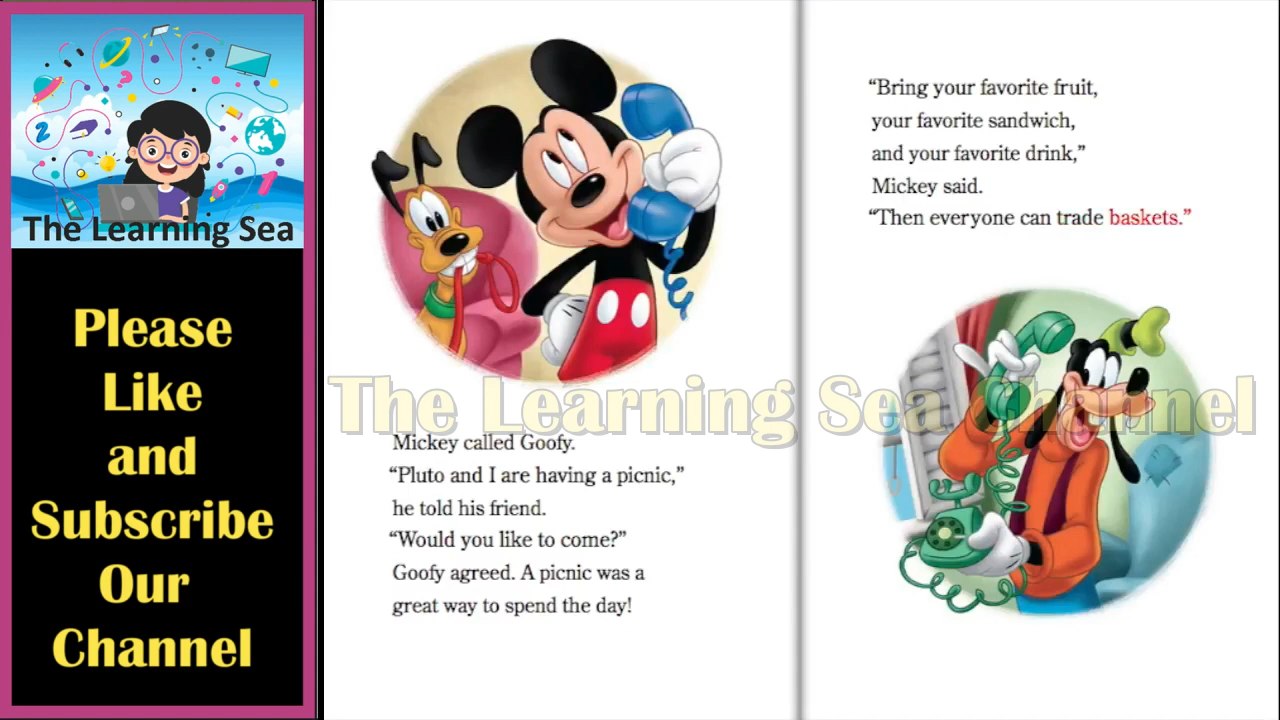 The Learning Sea
Please
Like
and
Subscribe
Our
Channel
The Learning Sea Channel
Mickey called Goofy.
“Pluto and I are having a picnic,”
he told his friend.
“Would you like to come?”
Goofy agreed. A picnic was a
great way to spend the day!
“Bring your favorite fruit,
your favorite sandwich,
and your favorite drink,”
Mickey said.
“Then everyone can trade baskets.”